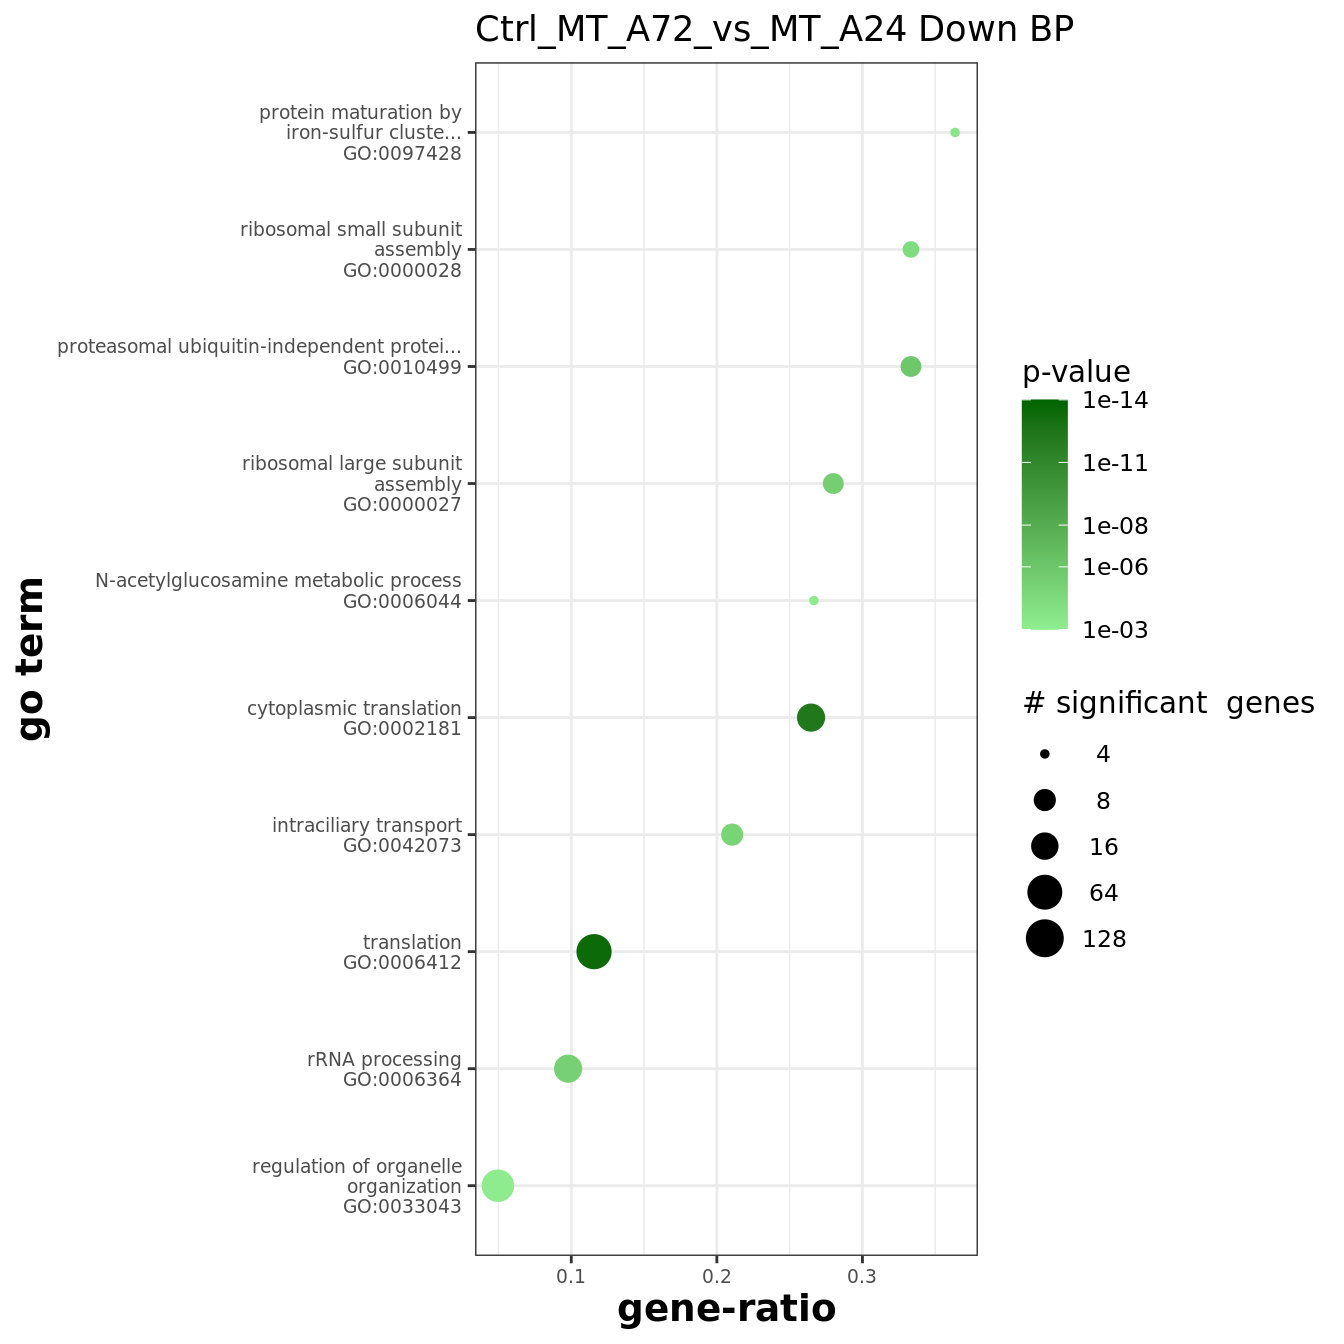 Ctrl_MT_A72_vs_MT_A24 Down BP
protein maturation by
iron-sulfur cluste...
GO:0097428
ribosomal small subunit
assembly
GO:0000028
proteasomal ubiquitin-independent protei...
GO:0010499
ribosomal large subunit
assembly
GO:0000027
N-acetylglucosamine metabolic process
GO:0006044
cytoplasmic translation
GO:0002181
intraciliary transport
GO:0042073
translation
GO:0006412
rRNA processing
GO:0006364
regulation of organelle
organization
GO:0033043
go term
0.1
0.2
0.3
gene-ratio
p-value
1e-14
1e-11
1e-08
1e-06
1e-03
# significant  genes
4
8
16
64
128